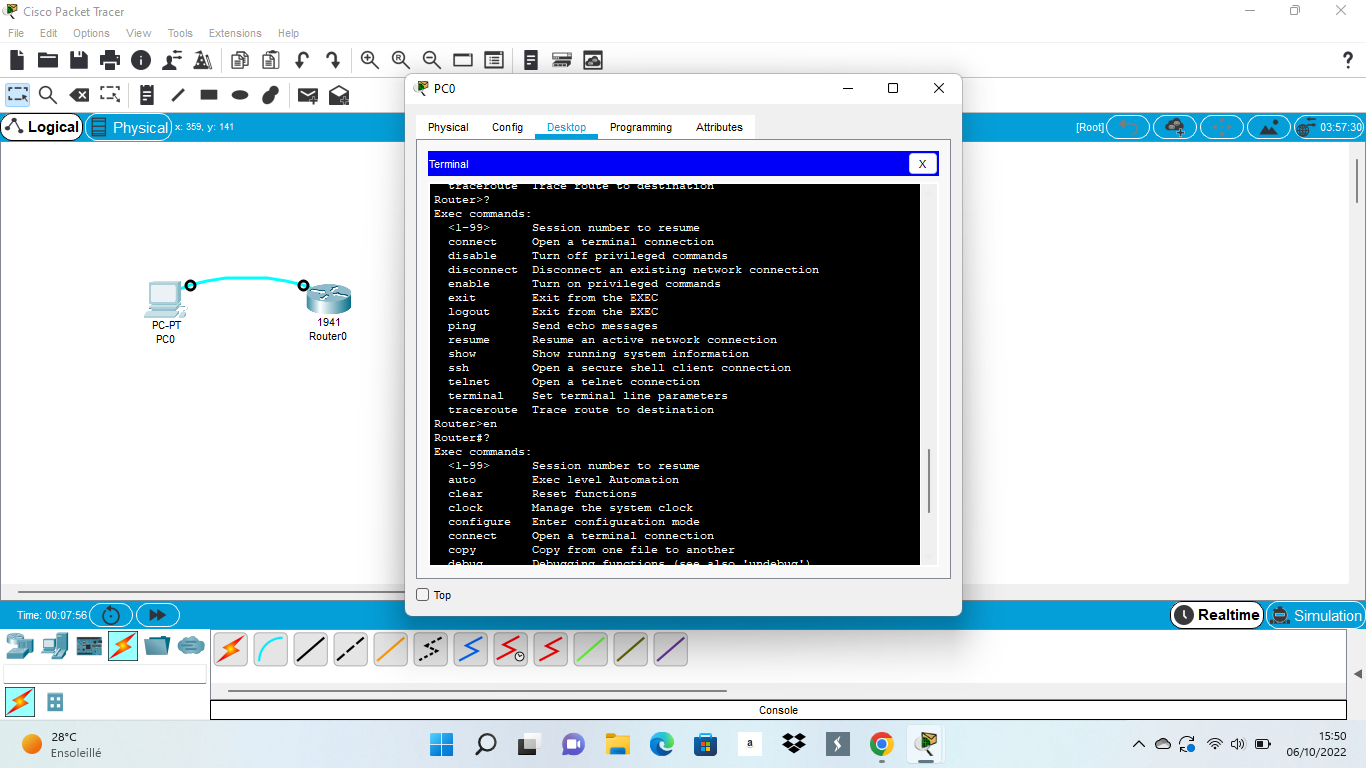 Cisco Packet Tracer
File Edit Options View Tools Extensions Help
Logical
Physical
x: 359, y: 141
[Root]
03:57:30
PC-PT
PC0
1941
Router0
PC0
Physical Config Desktop Programming Attributes
Terminal
X
traceroute Trace route to destination
Router>?
Exec commands:
<1-99> Session number to resume
connect Open a terminal connection
disable Turn off privileged commands
disconnect Disconnect an existing network connection
enable Turn on privileged commands
exit Exit from the EXEC
logout Exit from the EXEC
ping Send echo messages
resume Resume an active network connection
show Show running system information
ssh Open a secure shell client connection
telnet Open a telnet connection
terminal Set terminal line parameters
traceroute Trace route to destination
Router>en
Router#?
Exec commands:
<1-99> Session number to resume
auto Exec level Automation
clear Reset functions
clock Manage the system clock
configure Enter configuration mode
connect Open a terminal connection
copy Copy from one file to another
debug Debugging functions (see also 'undebug')
Top
Time: 00:07:56
Realtime
Simulation
Console
28°C
Ensoleillé
a
15:50
06/10/2022